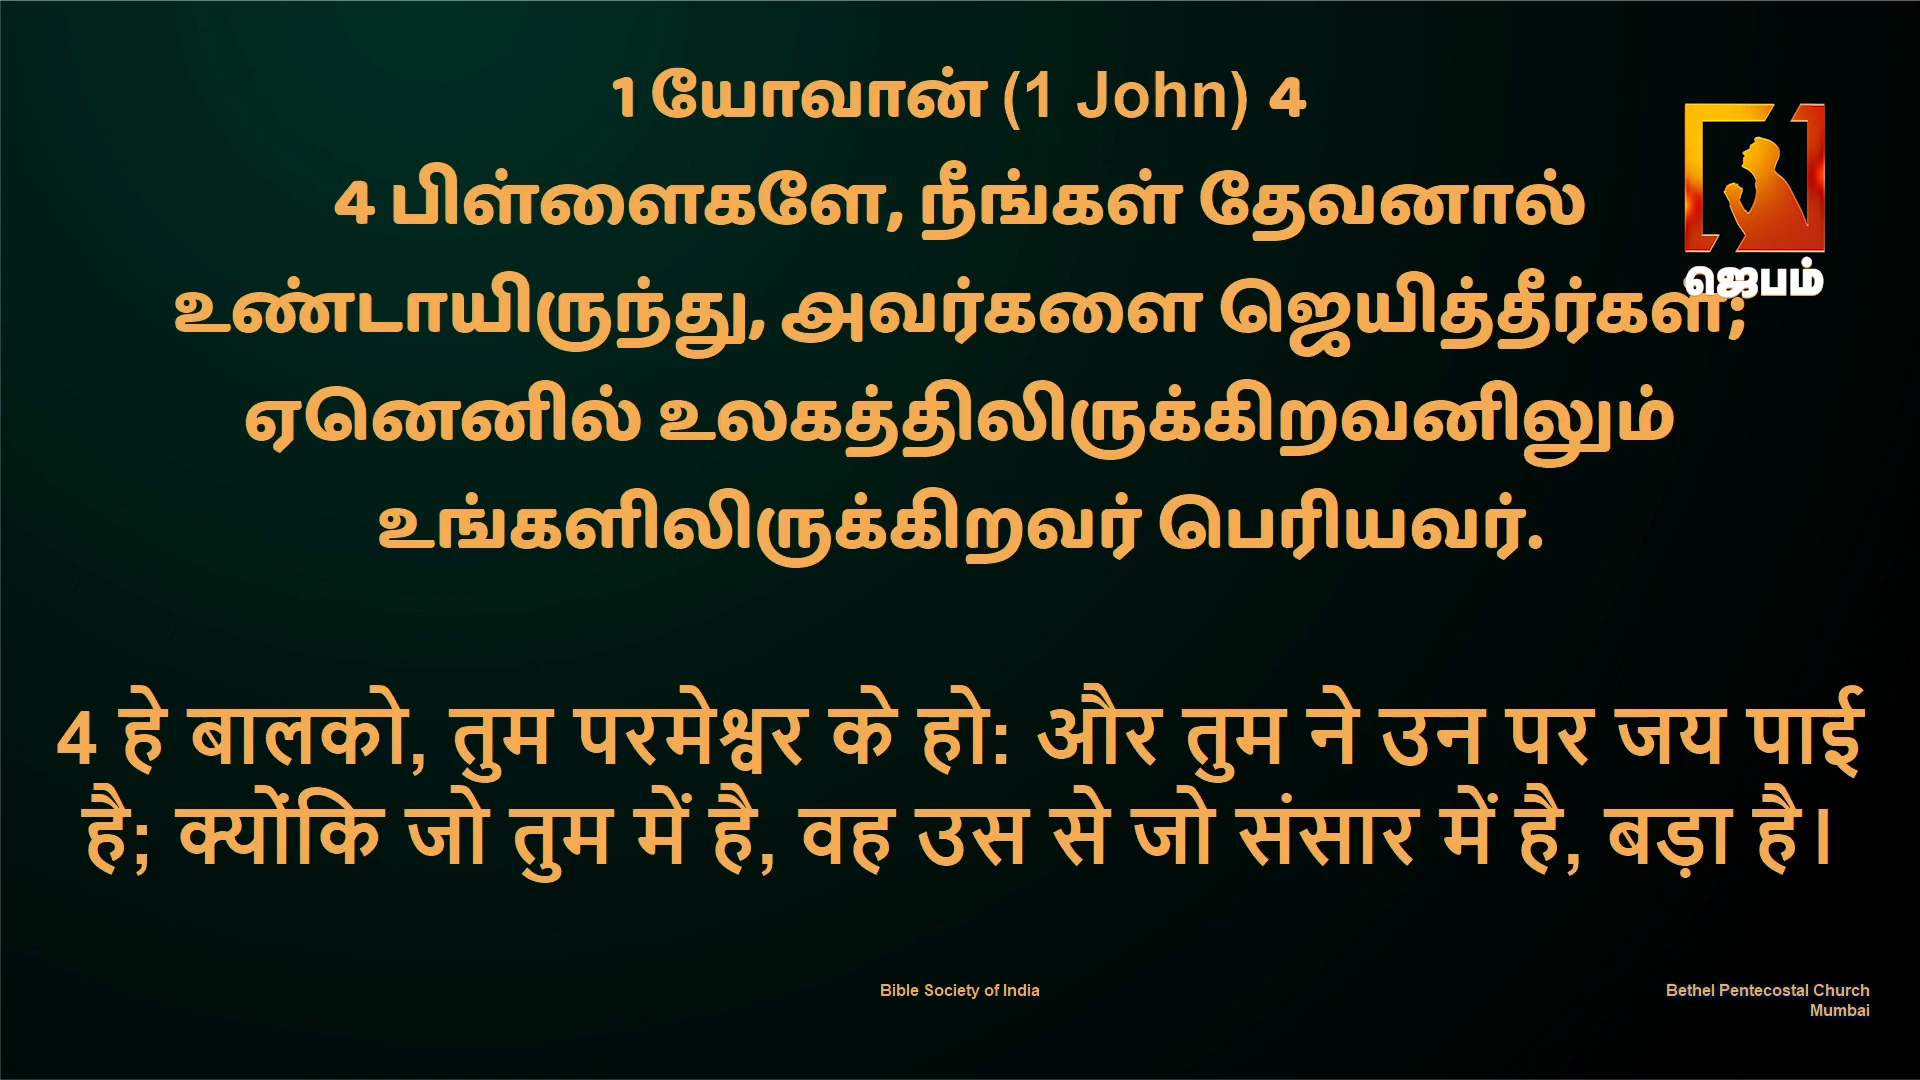 1 யோவான் (1 John) 4
4 பிள்ளைகளே, நீங்கள் தேவனால்
உண்டாயிருந்து, அவர்களை ஜெயித்தீர்கள்;
ஏனெனில் உலகத்திலிருக்கிறவனிலும்
உங்களிலிருக்கிறவர் பெரியவர்.
ஜெபம்
4 हे बालको, तुम परमेश्वर के हो: और तुम ने उन पर जय पाई
है; क्योंकि जो तुम में है, वह उस से जो संसार में है, बड़ा है।
Bible Society of India
Bethel Pentecostal Church
Mumbai